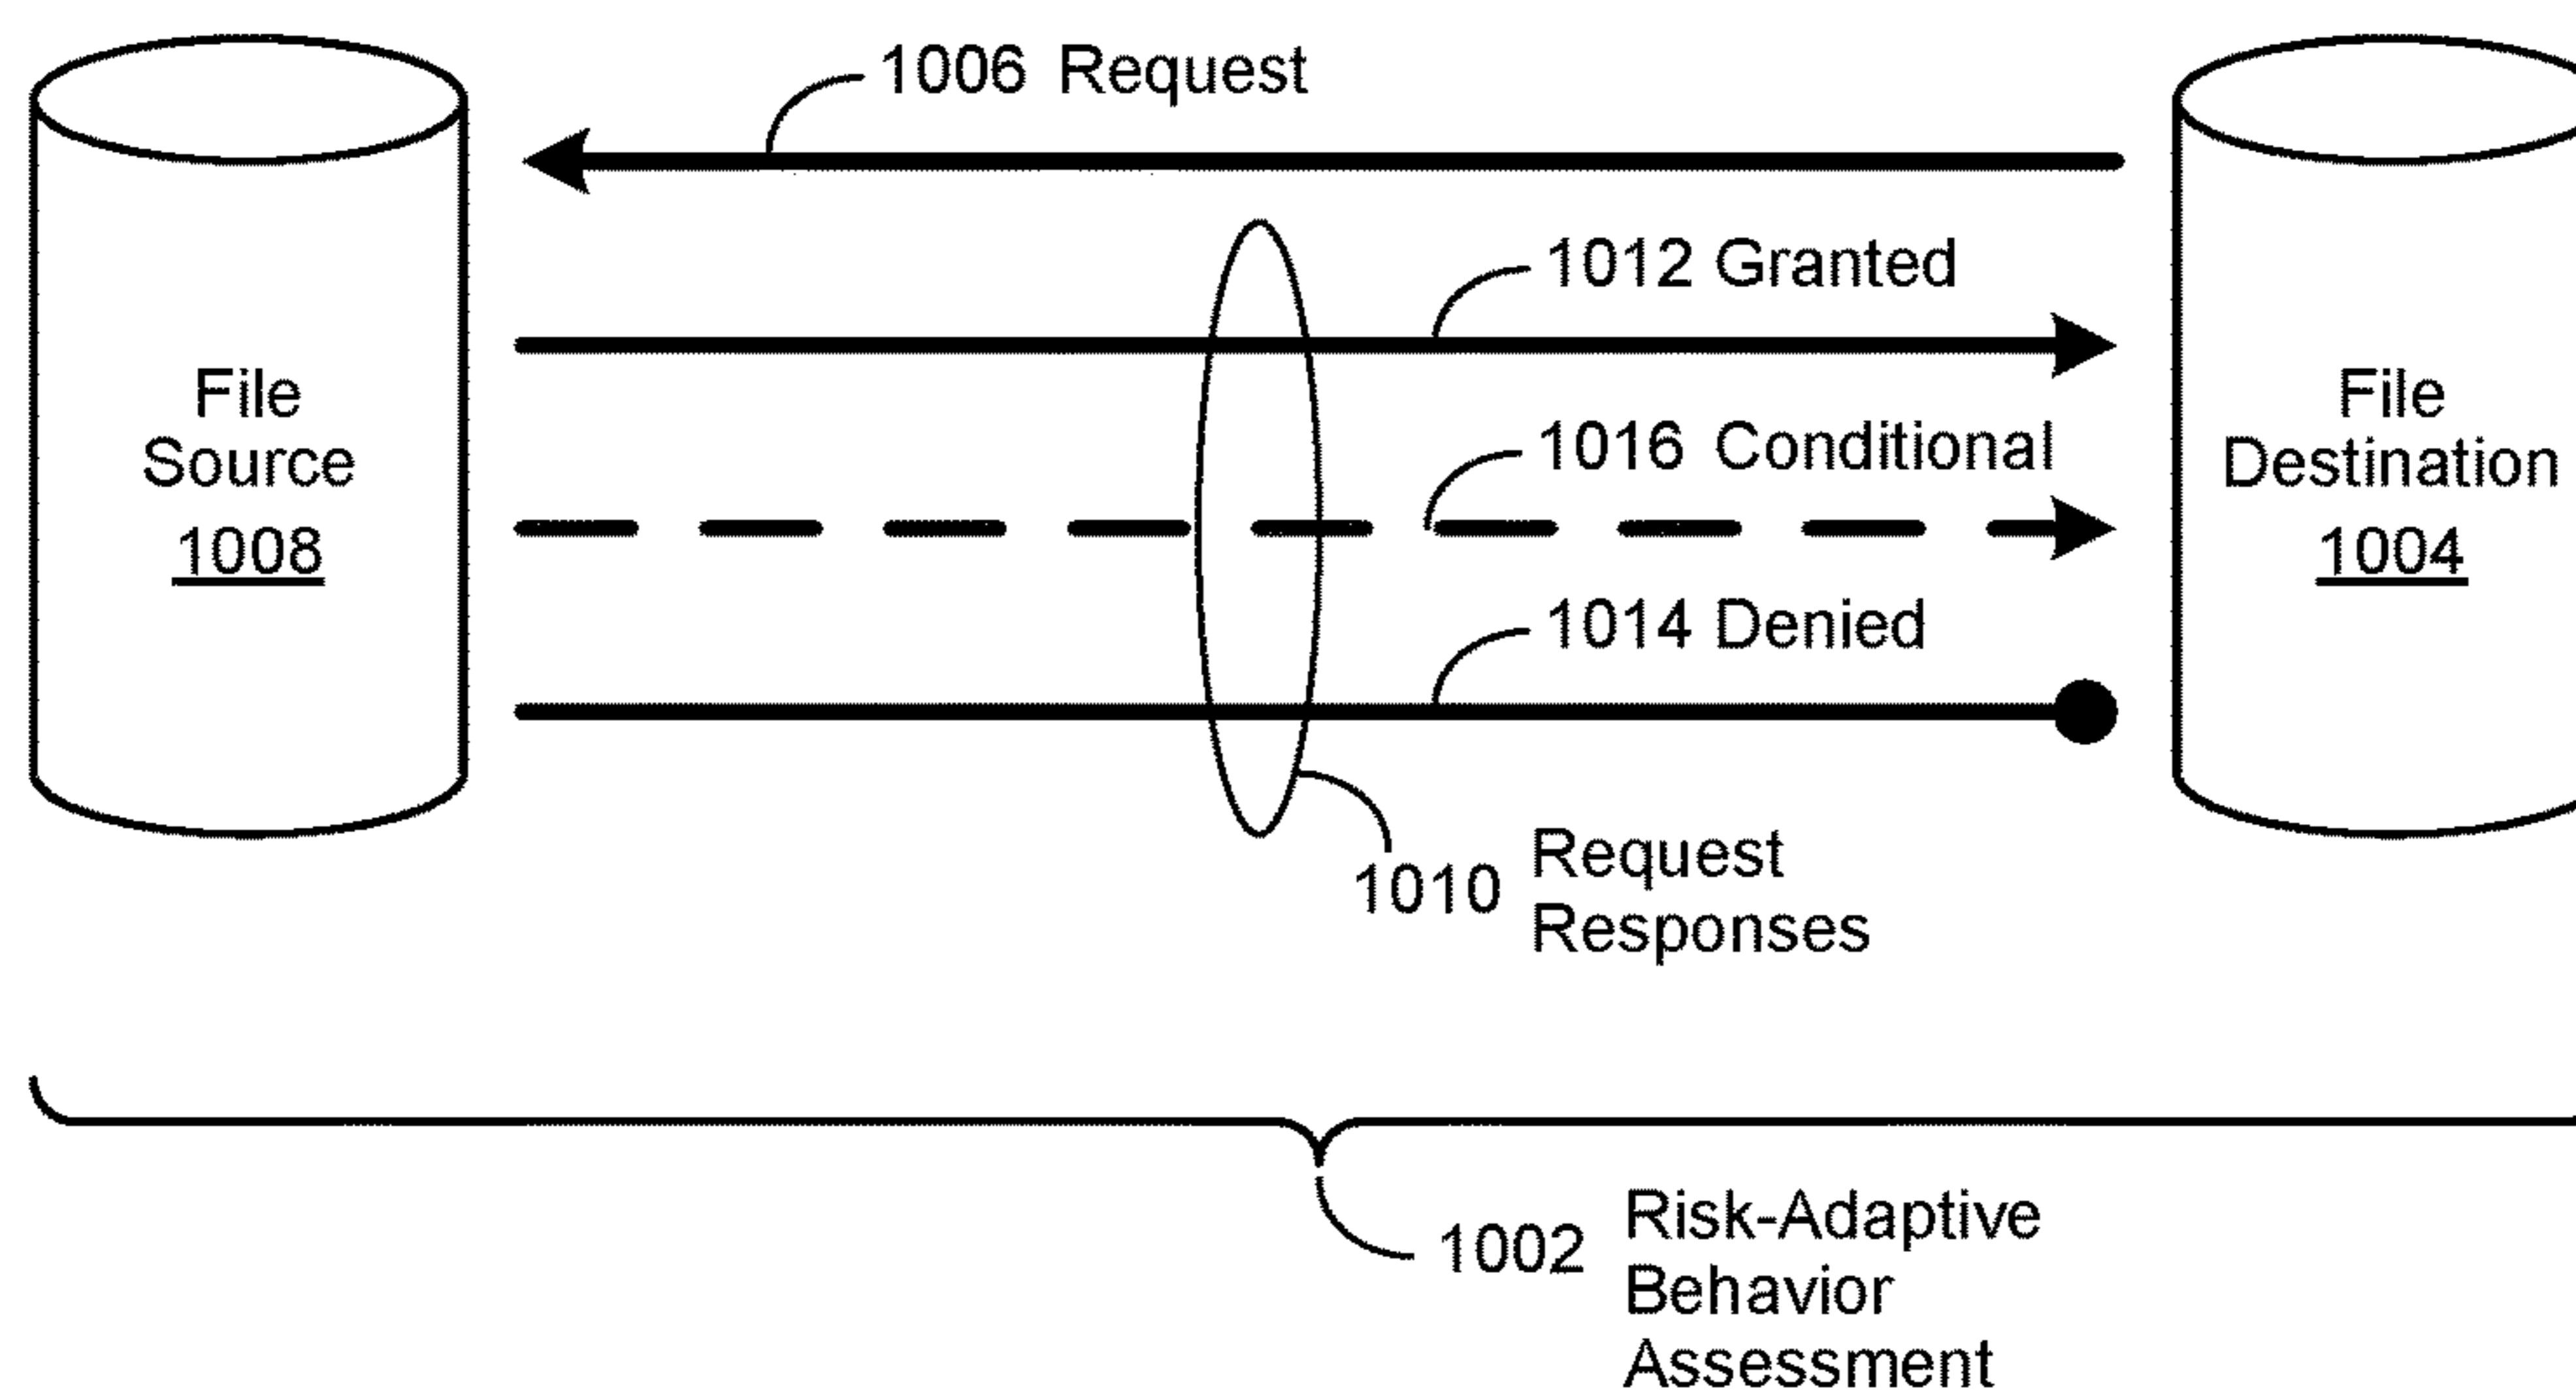 1006 Request
1012 Granted
File
Source
1008
1016 Conditional
File
Destination
1004
1014 Denied
1010 Request
Responses
1002 Risk-Adaptive
Behavior
Assessment